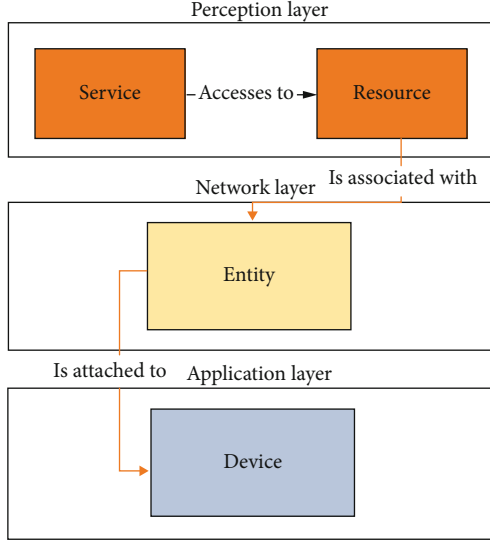 Perception layer
Service
Accesses to
Resource
Is associated with
Network layer
Entity
Is attached to
Application layer
Device